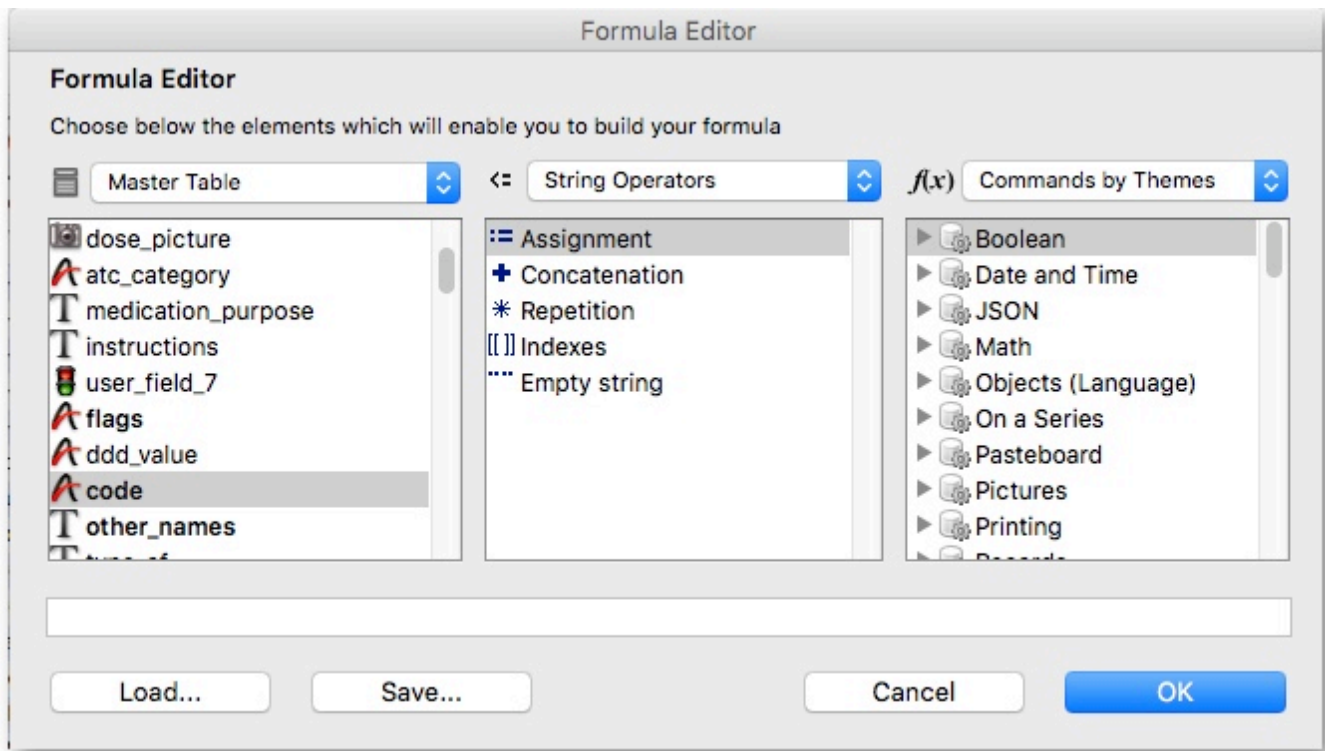 Formula Editor
Formula Editor
Choose below the elements which will enable you to build your formula
Master Table
<= String Operators
f(x) Commands by Themes
dose_picture
atc_category
medication_purpose
instructions
user_field_7
flags
ddd_value
code
other_names
:= Assignment
+ Concatenation
* Repetition
[[ ]] Indexes
"" Empty string
Boolean
Date and Time
JSON
Math
Objects (Language)
On a Series
Pasteboard
Pictures
Printing
Load...
Save...
Cancel
OK